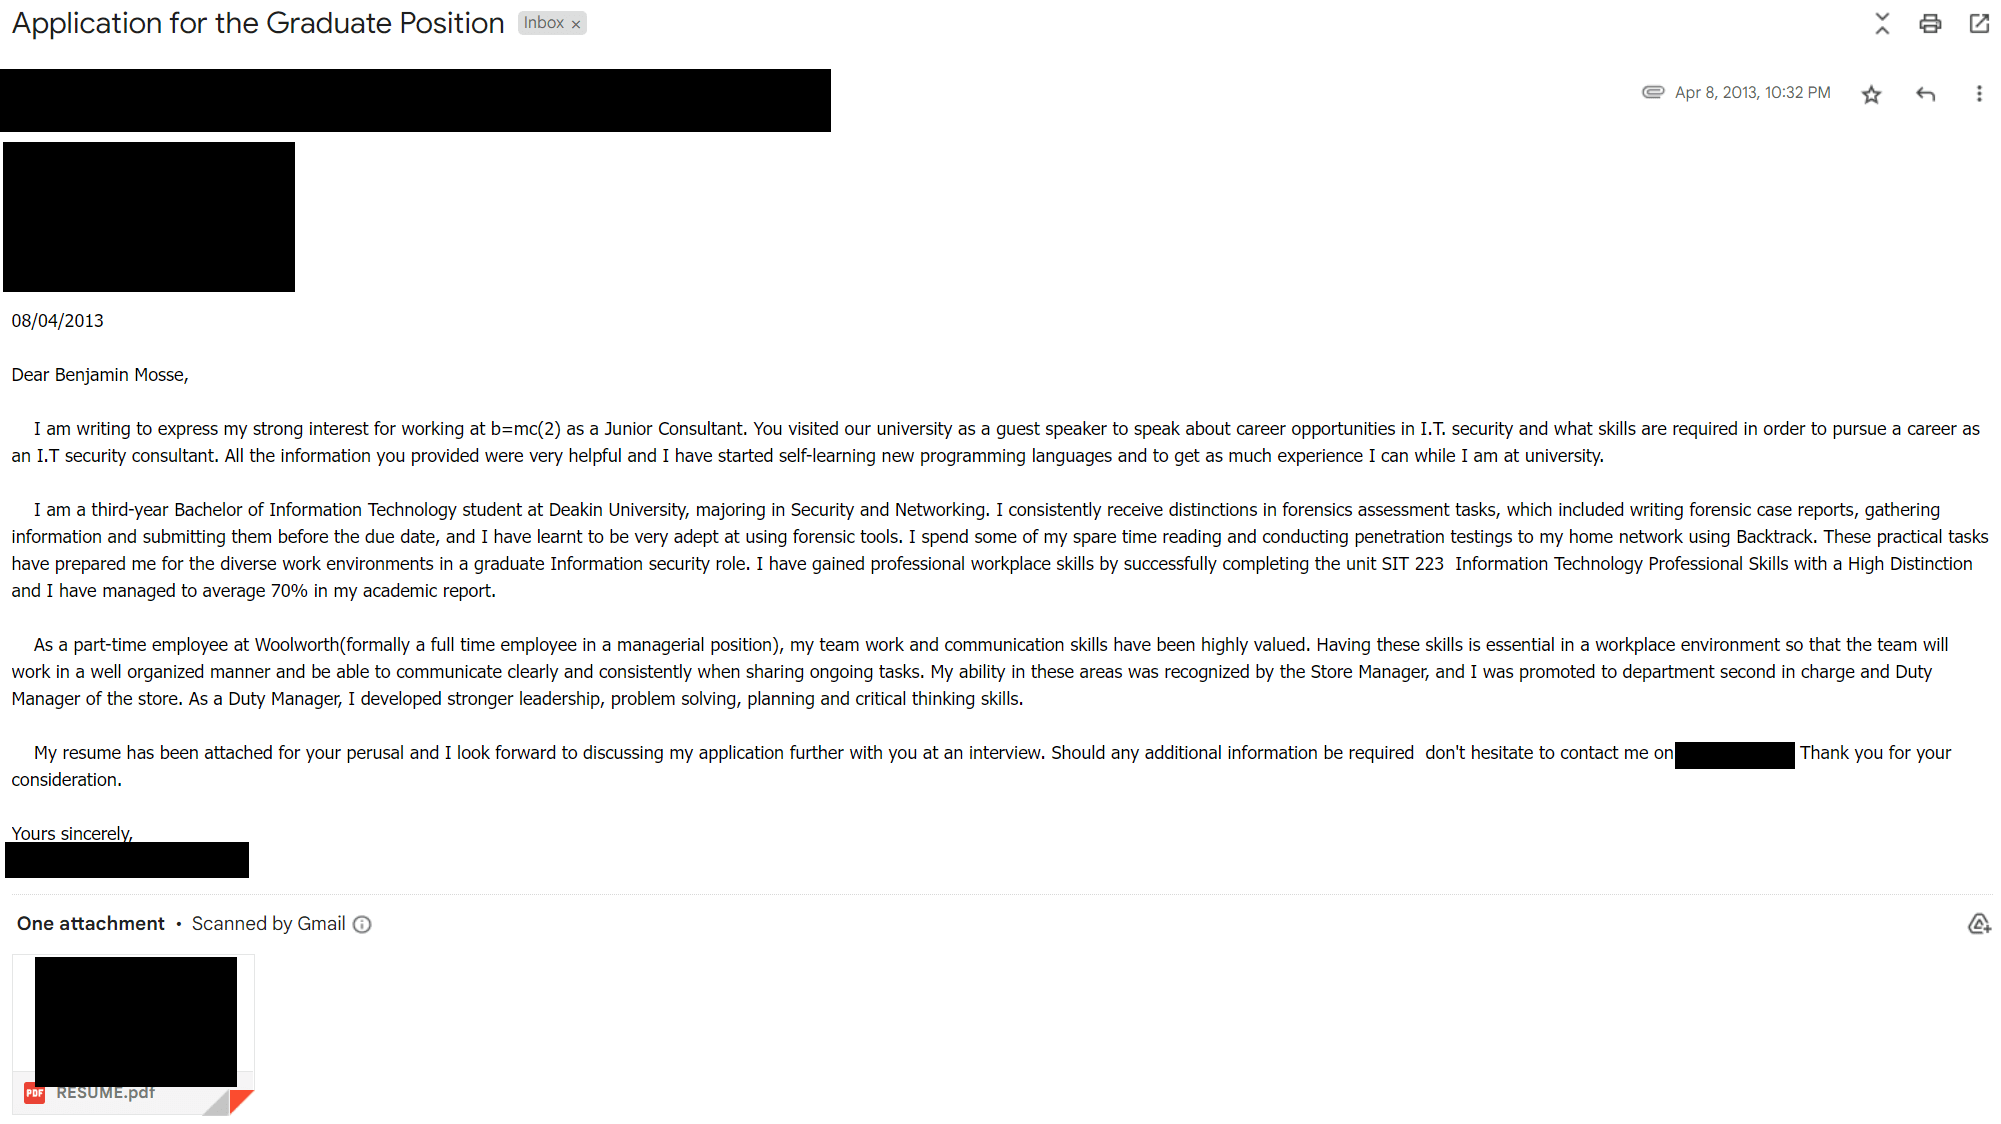 Application for the Graduate Position Inbox ×
Apr 8, 2013, 10:32 PM
08/04/2013
Dear Benjamin Mosse,
I am writing to express my strong interest for working at b=mc(2) as a Junior Consultant. You visited our university as a guest speaker to speak about career opportunities in I.T. security and what skills are required in order to pursue a career as
an I.T security consultant. All the information you provided were very helpful and I have started self-learning new programming languages and to get as much experience I can while I am at university.
I am a third-year Bachelor of Information Technology student at Deakin University, majoring in Security and Networking. I consistently receive distinctions in forensics assessment tasks, which included writing forensic case reports, gathering
information and submitting them before the due date, and I have learnt to be very adept at using forensic tools. I spend some of my spare time reading and conducting penetration testings to my home network using Backtrack. These practical tasks
have prepared me for the diverse work environments in a graduate Information security role. I have gained professional workplace skills by successfully completing the unit SIT 223  Information Technology Professional Skills with a High Distinction
and I have managed to average 70% in my academic report.
As a part-time employee at Woolworth(formally a full time employee in a managerial position), my team work and communication skills have been highly valued. Having these skills is essential in a workplace environment so that the team will
work in a well organized manner and be able to communicate clearly and consistently when sharing ongoing tasks. My ability in these areas was recognized by the Store Manager, and I was promoted to department second in charge and Duty
Manager of the store. As a Duty Manager, I developed stronger leadership, problem solving, planning and critical thinking skills.
My resume has been attached for your perusal and I look forward to discussing my application further with you at an interview. Should any additional information be required  don't hesitate to contact me on Thank you for your
consideration.
Yours sincerely,
One attachment • Scanned by Gmail
PDF RESUME.pdf